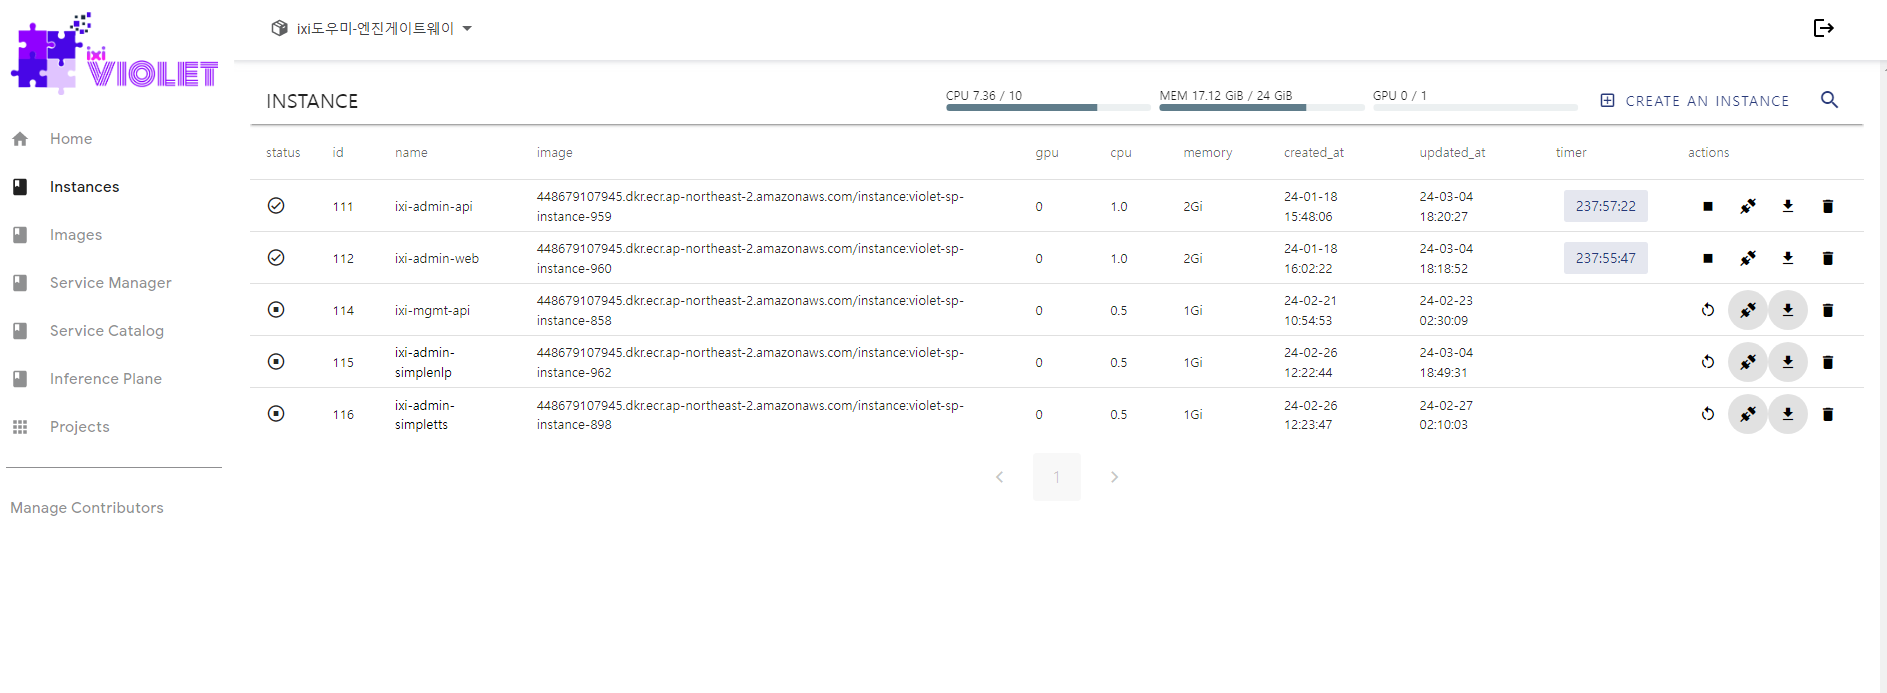 ixi
VIOLET
ixi도우미-엔진게이트웨이
Home
Instances
Images
Service Manager
Service Catalog
Inference Plane
Projects
Manage Contributors
INSTANCE
CPU 7.36 / 10
MEM 17.12 GiB / 24 GiB
GPU 0 / 1
CREATE AN INSTANCE
status id name image gpu cpu memory created_at updated_at timer actions
111 ixi-admin-api 448679107945.dkr.ecr.ap-northeast-2.amazonaws.com/instance:violet-sp- 0 1.0 2Gi 24-01-18 24-03-04 237:57:22
instance-959 15:48:06 18:20:27
112 ixi-admin-web 448679107945.dkr.ecr.ap-northeast-2.amazonaws.com/instance:violet-sp- 0 1.0 2Gi 24-01-18 24-03-04 237:55:47
instance-960 16:02:22 18:18:52
114 ixi-mgmt-api 448679107945.dkr.ecr.ap-northeast-2.amazonaws.com/instance:violet-sp- 0 0.5 1Gi 24-02-21 24-02-23
instance-858 10:54:53 02:30:09
115 ixi-admin- 448679107945.dkr.ecr.ap-northeast-2.amazonaws.com/instance:violet-sp- 0 0.5 1Gi 24-02-26 24-03-04
simplenlp instance-962 12:22:44 18:49:31
116 ixi-admin- 448679107945.dkr.ecr.ap-northeast-2.amazonaws.com/instance:violet-sp- 0 0.5 1Gi 24-02-26 24-02-27
simpletts instance-898 12:23:47 02:10:03
1